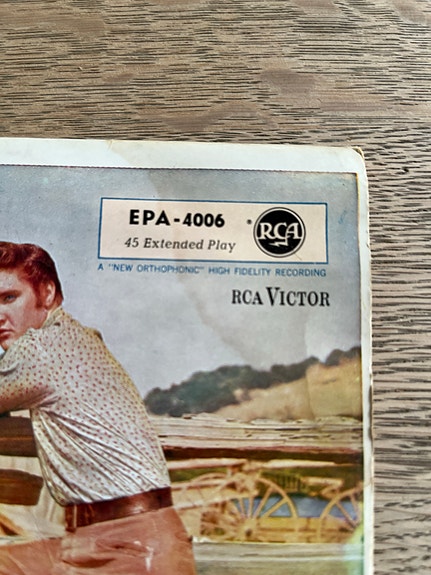 EPA-4006
45 Extended Play
RCA
A "NEW ORTHOPHONIC" HIGH FIDELITY RECORDING
RCA VICTOR